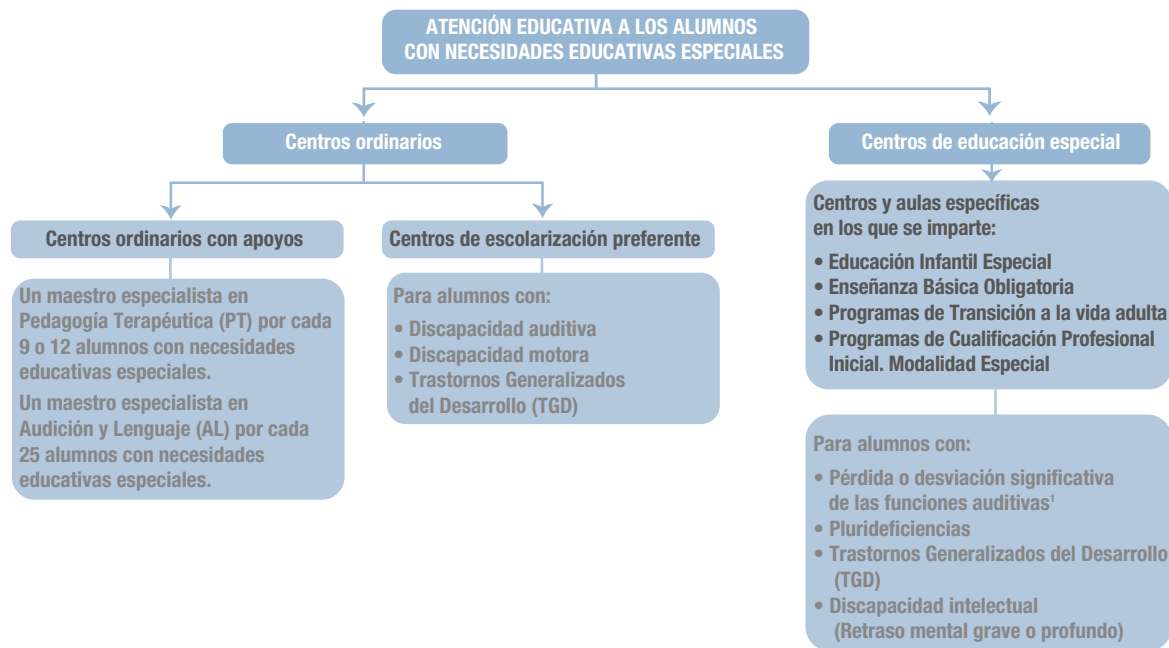 ATENCIÓN EDUCATIVA A LOS ALUMNOS
CON NECESIDADES EDUCATIVAS ESPECIALES
Centros ordinarios
Centros de educación especial
Centros ordinarios con apoyos
Centros de escolarización preferente
Un maestro especialista en
Pedagogía Terapéutica (PT) por cada
9 o 12 alumnos con necesidades
educativas especiales.
Un maestro especialista en
Audición y Lenguaje (AL) por cada
25 alumnos con necesidades
educativas especiales.
Para alumnos con:
• Discapacidad auditiva
• Discapacidad motora
• Trastornos Generalizados
del Desarrollo (TGD)
Centros y aulas específicas
en los que se imparte:
• Educación Infantil Especial
• Enseñanza Básica Obligatoria
• Programas de Transición a la vida adulta
• Programas de Cualificación Profesional
Inicial. Modalidad Especial
Para alumnos con:
• Pérdida o desviación significativa
de las funciones auditivas¹
• Plurideficiencias
• Trastornos Generalizados del Desarrollo
(TGD)
• Discapacidad intelectual
(Retraso mental grave o profundo)